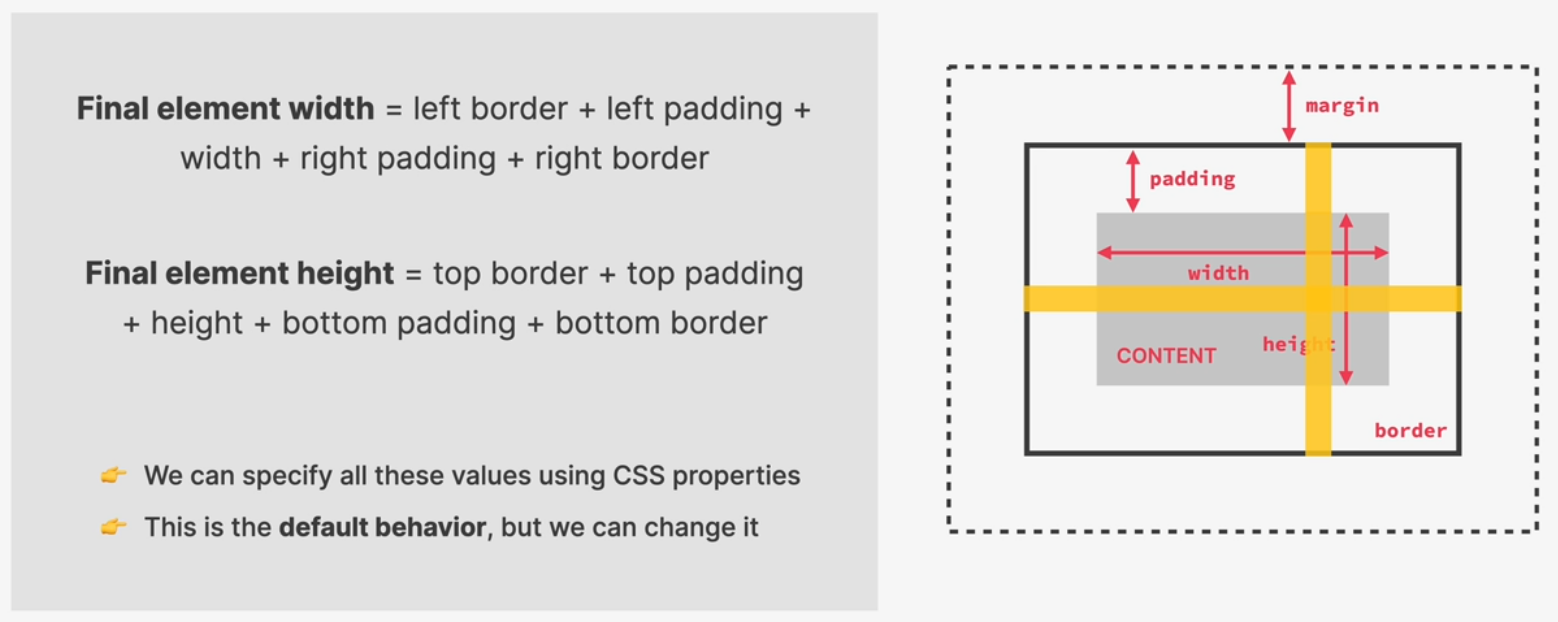 Final element width = left border + left padding +
width + right padding + right border
Final element height = top border + top padding
+ height + bottom padding + bottom border
👉 We can specify all these values using CSS properties
👉 This is the default behavior, but we can change it
margin
padding
width
height
CONTENT
border